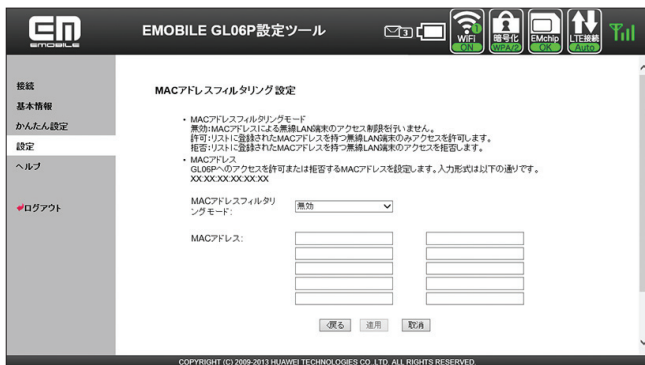 EM
EMOBILE
EMOBILE GL06P設定ツール
3
WiFi
1
ON
暗号化
WPA/2
EMchip
OK
LTE接続
Auto
接続
基本情報
かんたん設定
設定
ヘルプ
ログアウト
MACアドレスフィルタリング設定
・MACアドレスフィルタリングモード
無効:MACアドレスによる無線LAN端末のアクセス制限を行いません。
許可:リストに登録されたMACアドレスを持つ無線LAN端末のみアクセスを許可します。
拒否:リストに登録されたMACアドレスを持つ無線LAN端末のアクセスを拒否します。
・MACアドレス
GL06Pへのアクセスを許可または拒否するMACアドレスを設定します。入力形式は以下の通りです。
XX:XX:XX:XX:XX:XX
MACアドレスフィルタリ
ングモード:
無効
MACアドレス:
<戻る
適用
取消
COPYRIGHT (C) 2009-2013 HUAWEI TECHNOLOGIES CO.,LTD. ALL RIGHTS RESERVED.